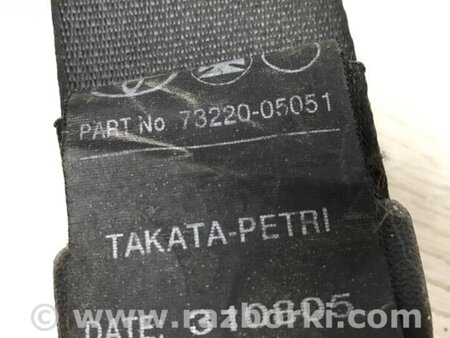 PART No 73220-05051
TAKATA-PETRI
DATE: 310805
© www.razborki.com